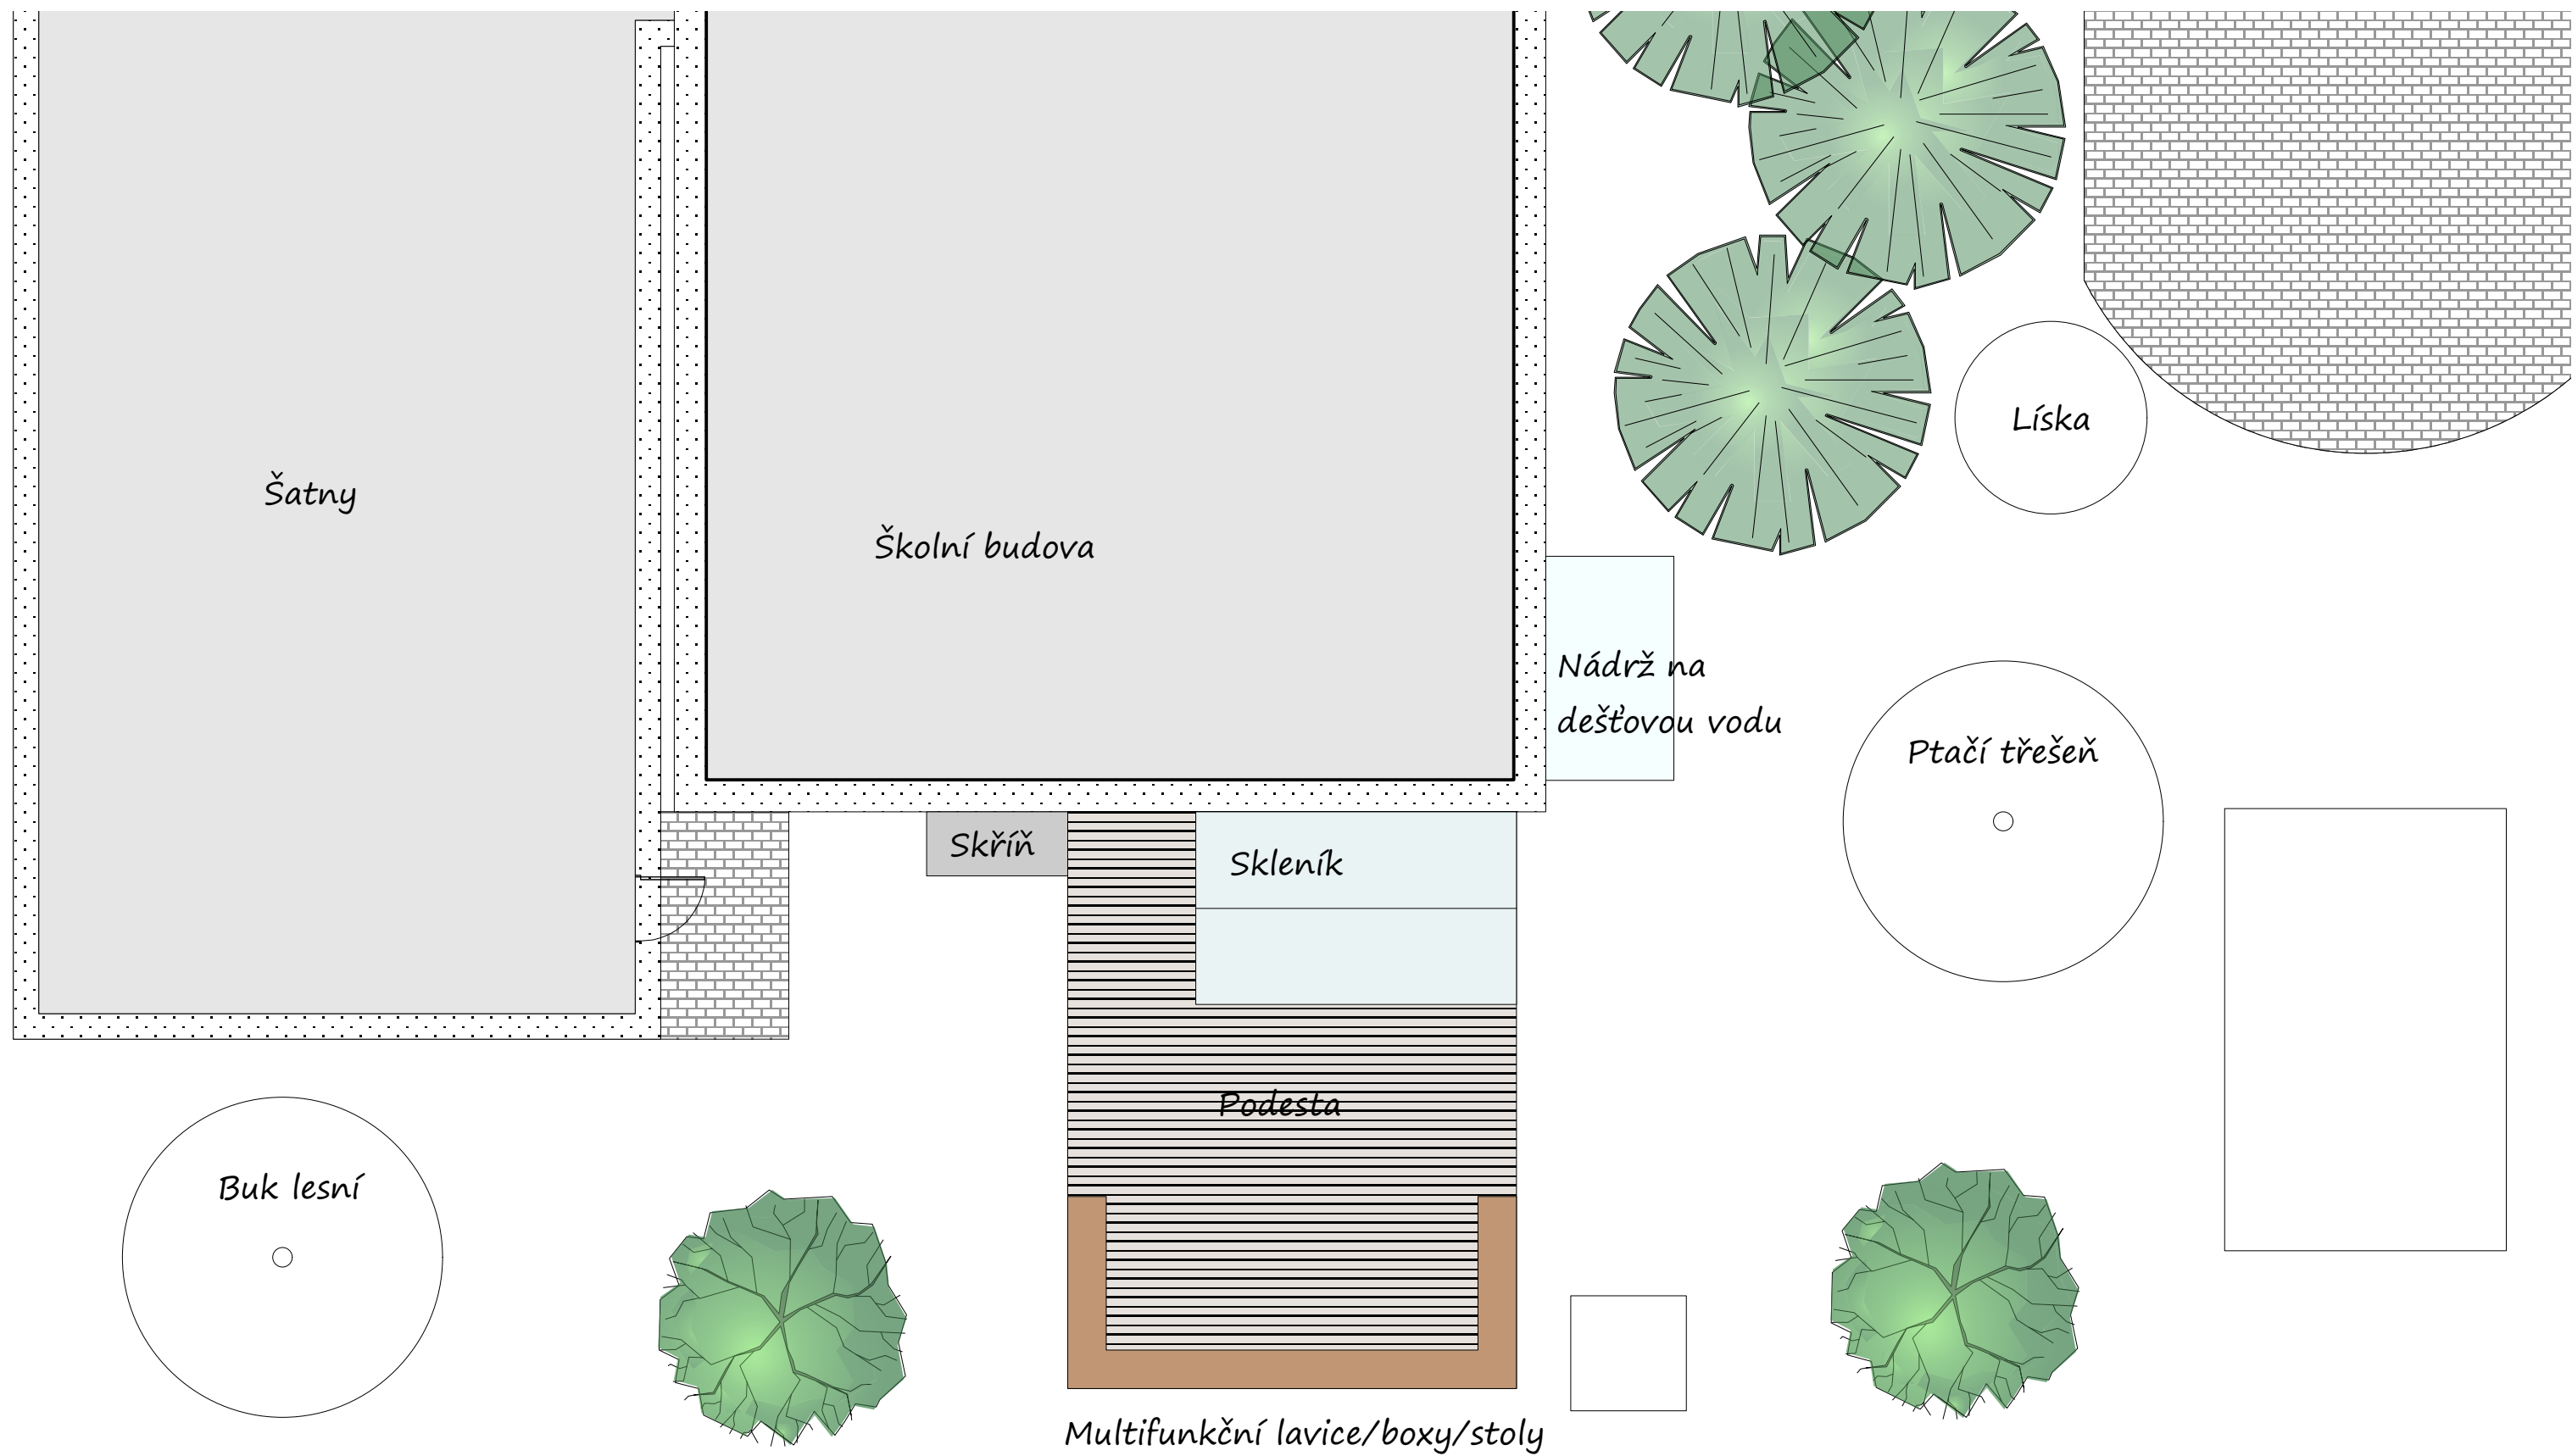 Líska
Šatny
Školní budova
Nádrž na
dešťovou vodu
Ptačí třešeň
Skříň
Skleník
Podesta
Buk lesní
Multifunkční lavice/boxy/stoly